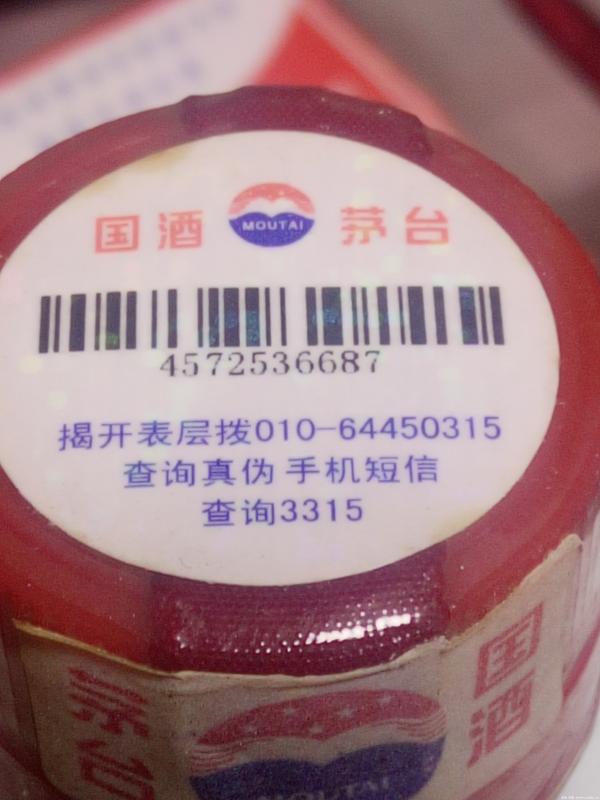 国酒 MOUTAI 茅台
4572536687
揭开表层拨010-64450315
查询真伪 手机短信
查询3315
茅台 MOUTAI 国酒